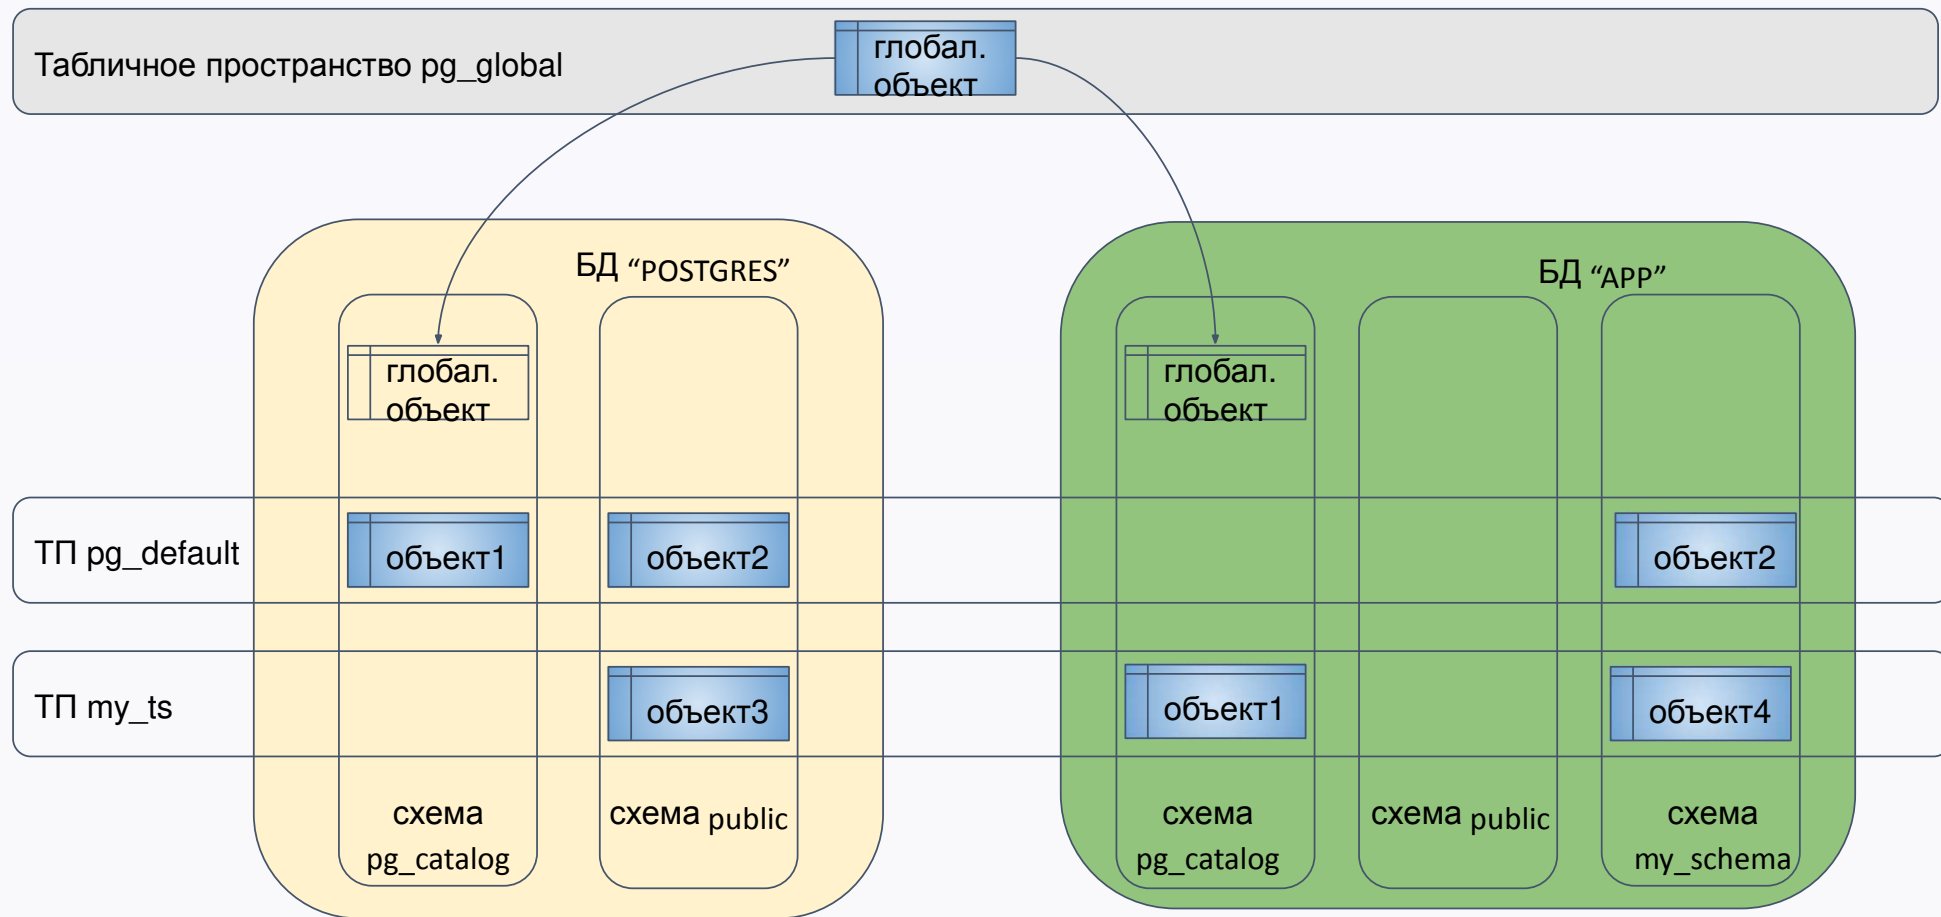 Табличное пространство pg_global
глобал.
объект
БД “POSTGRES”
БД “APP”
глобал.
объект
глобал.
объект
ТП pg_default
объект1
объект2
объект2
ТП my_ts
объект3
объект1
объект4
схема
pg_catalog
схема public
схема
pg_catalog
схема public
схема
my_schema